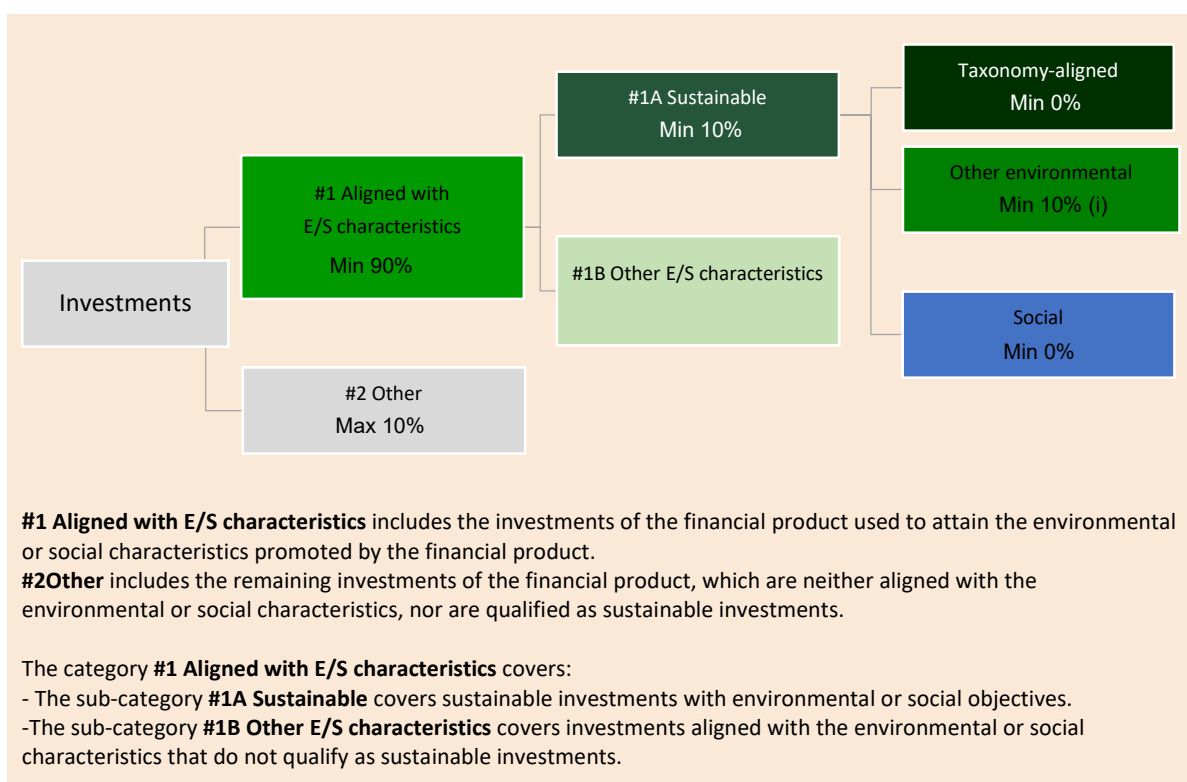 Investments
#1 Aligned with
E/S characteristics
Min 90%
#2 Other
Max 10%
#1A Sustainable
Min 10%
#1B Other E/S characteristics
Taxonomy-aligned
Min 0%
Other environmental
Min 10% (i)
Social
Min 0%
#1 Aligned with E/S characteristics includes the investments of the financial product used to attain the environmental
or social characteristics promoted by the financial product.
#2Other includes the remaining investments of the financial product, which are neither aligned with the
environmental or social characteristics, nor are qualified as sustainable investments.
The category #1 Aligned with E/S characteristics covers:
- The sub-category #1A Sustainable covers sustainable investments with environmental or social objectives.
-The sub-category #1B Other E/S characteristics covers investments aligned with the environmental or social
characteristics that do not qualify as sustainable investments.